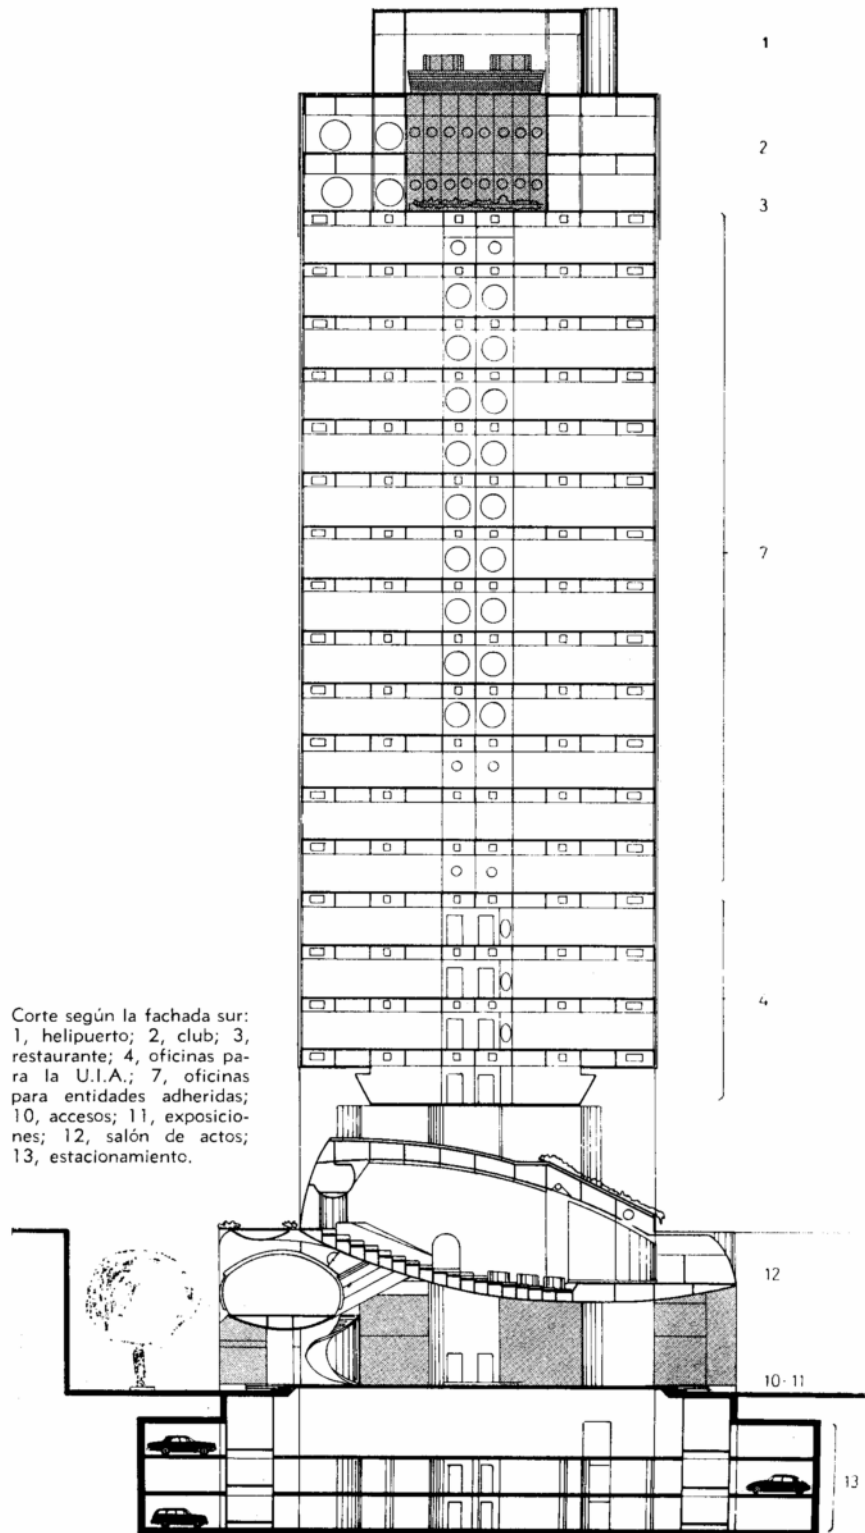 1
2
3
7
4
Corte según la fachada sur:
1, helipuerto; 2, club; 3,
restaurante; 4, oficinas pa-
ra la U.I.A.; 7, oficinas
para entidades adheridas;
10, accesos; 11, exposicio-
nes; 12, salón de actos;
13, estacionamiento.
12
10-11
13